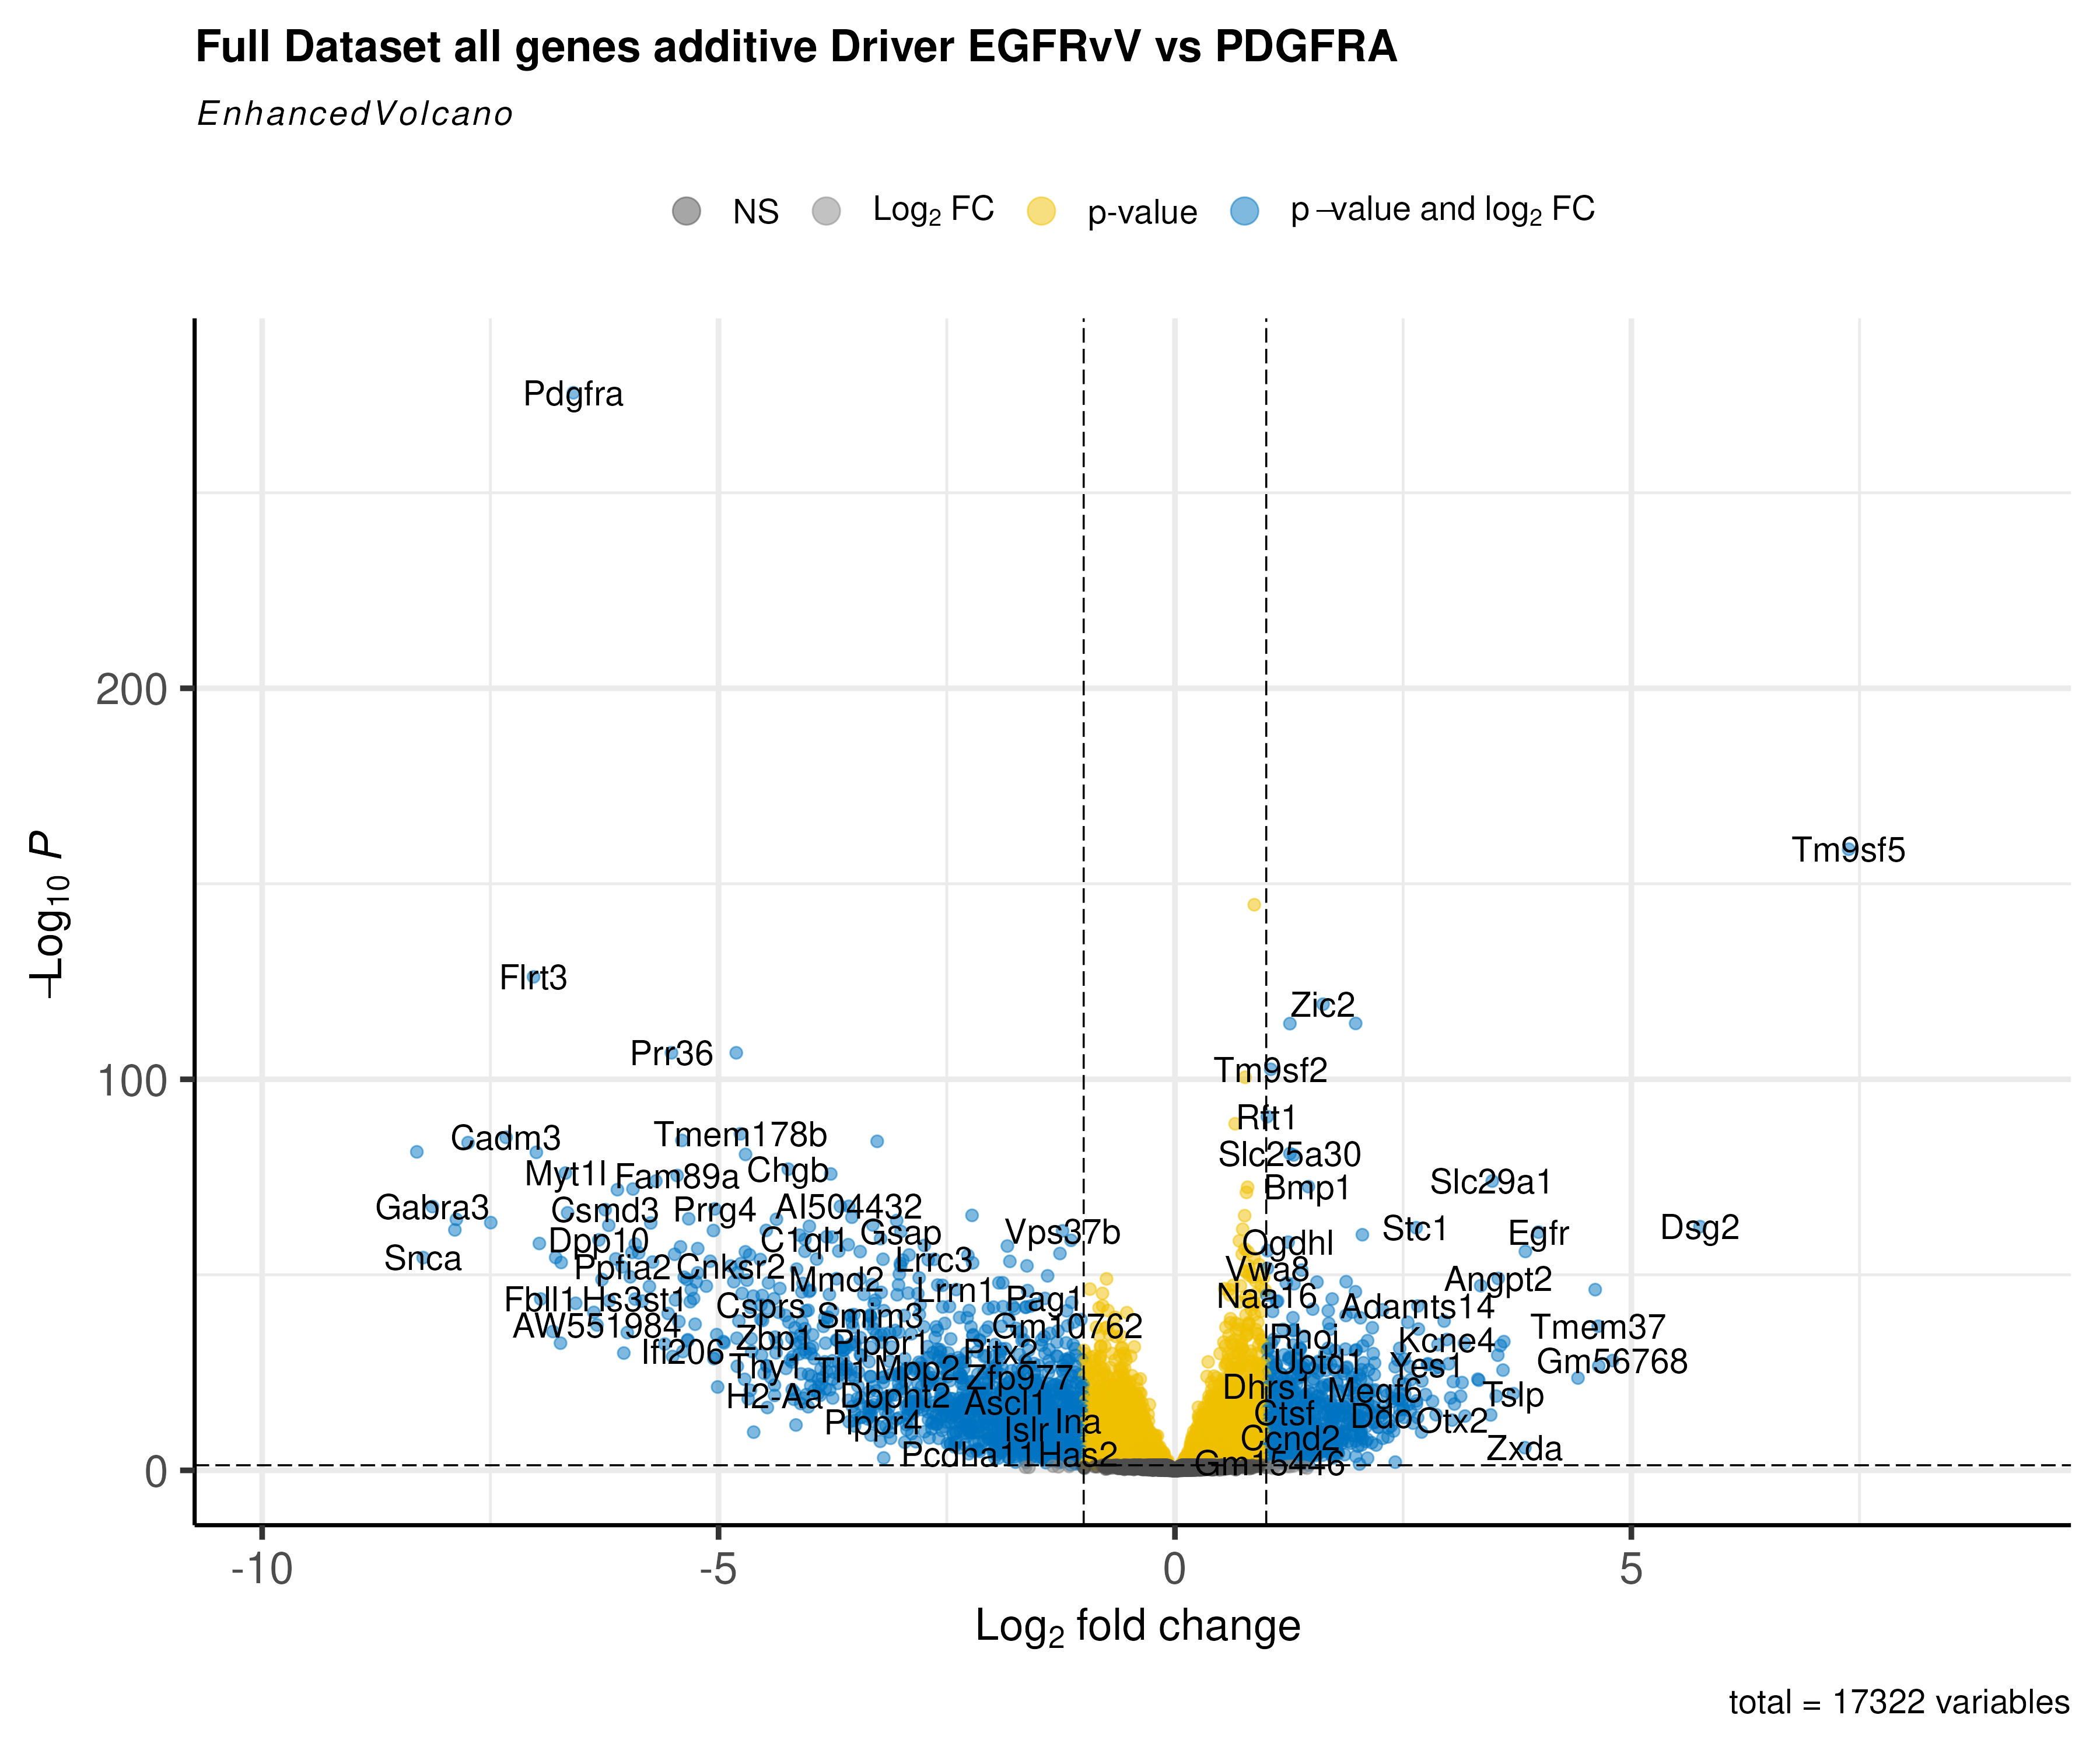 Full Dataset all genes additive Driver EGFRvV vs PDGFRA
EnhancedVolcano
NS
Log2 FC
p-value
p –value and log2 FC
–Log10 P
200
100
0
Pdgfra
Tm9sf5
Flrt3
Zic2
Prr36
Tm9sf2
Rft1
Cadm3
Tmem178b
Slc25a30
Myt1l
Fam89a
Chgb
Slc29a1
Bmp1
Gabra3
Csmd3
Prrg4
AI504432
Gsap
Vps37b
Stc1
Egfr
Dsg2
Dpp10
C1ql1
Ogdhl
Snca
Ppfia2
Cnksr2
Lrrc3
Vwa8
Mmd2
Angpt2
Fbll1
Hs3st1
Lrrn1
Pag1
Naa16
Csprs
Smim3
Adamts14
AW551984
Gm10762
Tmem37
Zbp1
Plppr1
Rhoj
Kcne4
Ifi206
Pitx2
Thy1
Tll1
Mpp2
Ubtd1
Yes1
Gm56768
Zfp977
Dhrs1
Megf6
H2-Aa
Dbpht2
Ascl1
Tslp
Plppr4
Islr
Ina
Ctsf
Ddo
Otx2
Ccnd2
Pcdha11
Has2
Zxda
Gm15446
-10
-5
0
5
Log2 fold change
total = 17322 variables